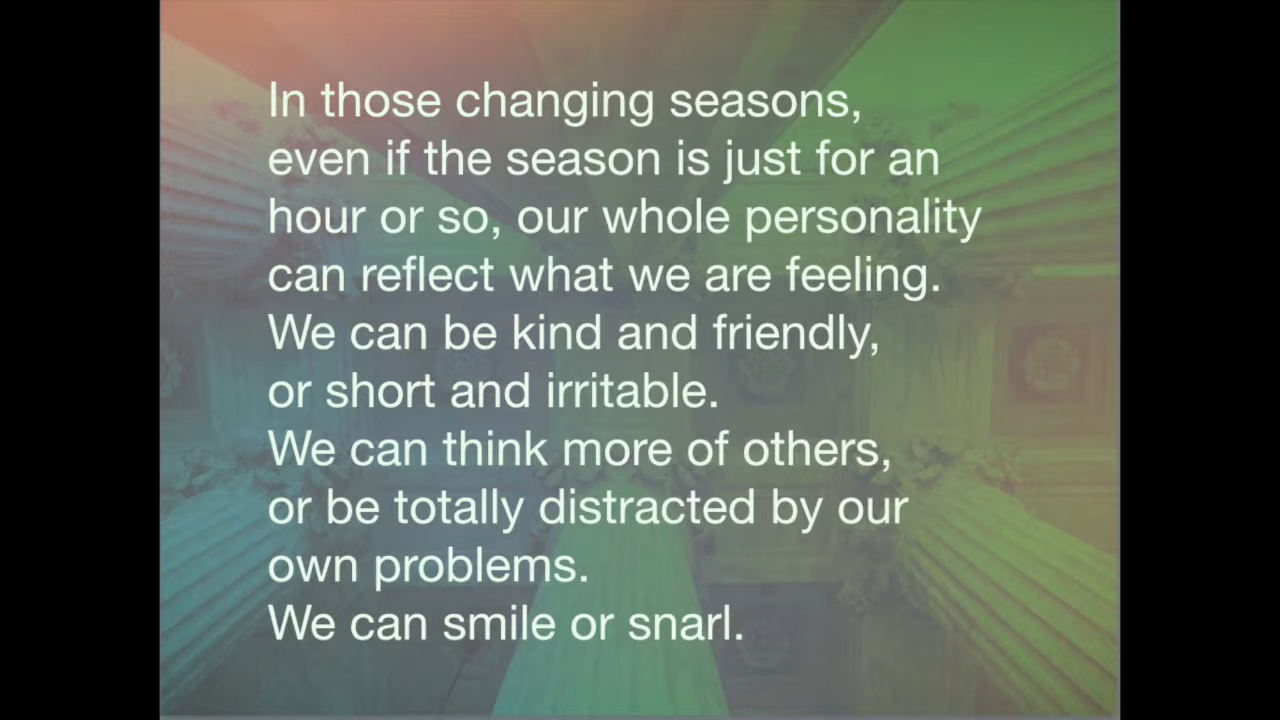 In those changing seasons,
even if the season is just for an
hour or so, our whole personality
can reflect what we are feeling.
We can be kind and friendly,
or short and irritable.
We can think more of others,
or be totally distracted by our
own problems.
We can smile or snarl.